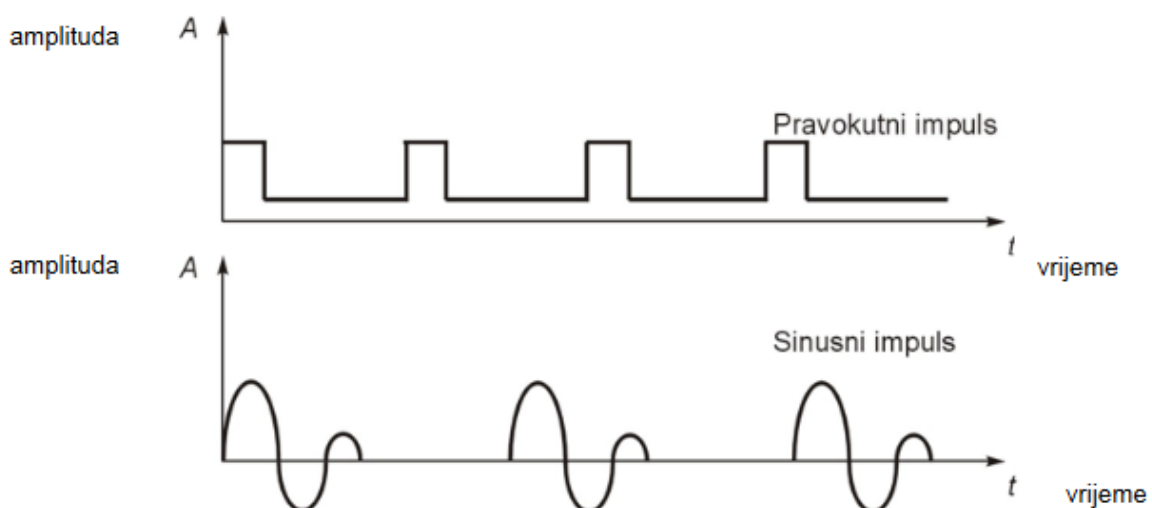 amplituda A
Pravokutni impuls
t
vrijeme
amplituda A
Sinusni impuls
t
vrijeme